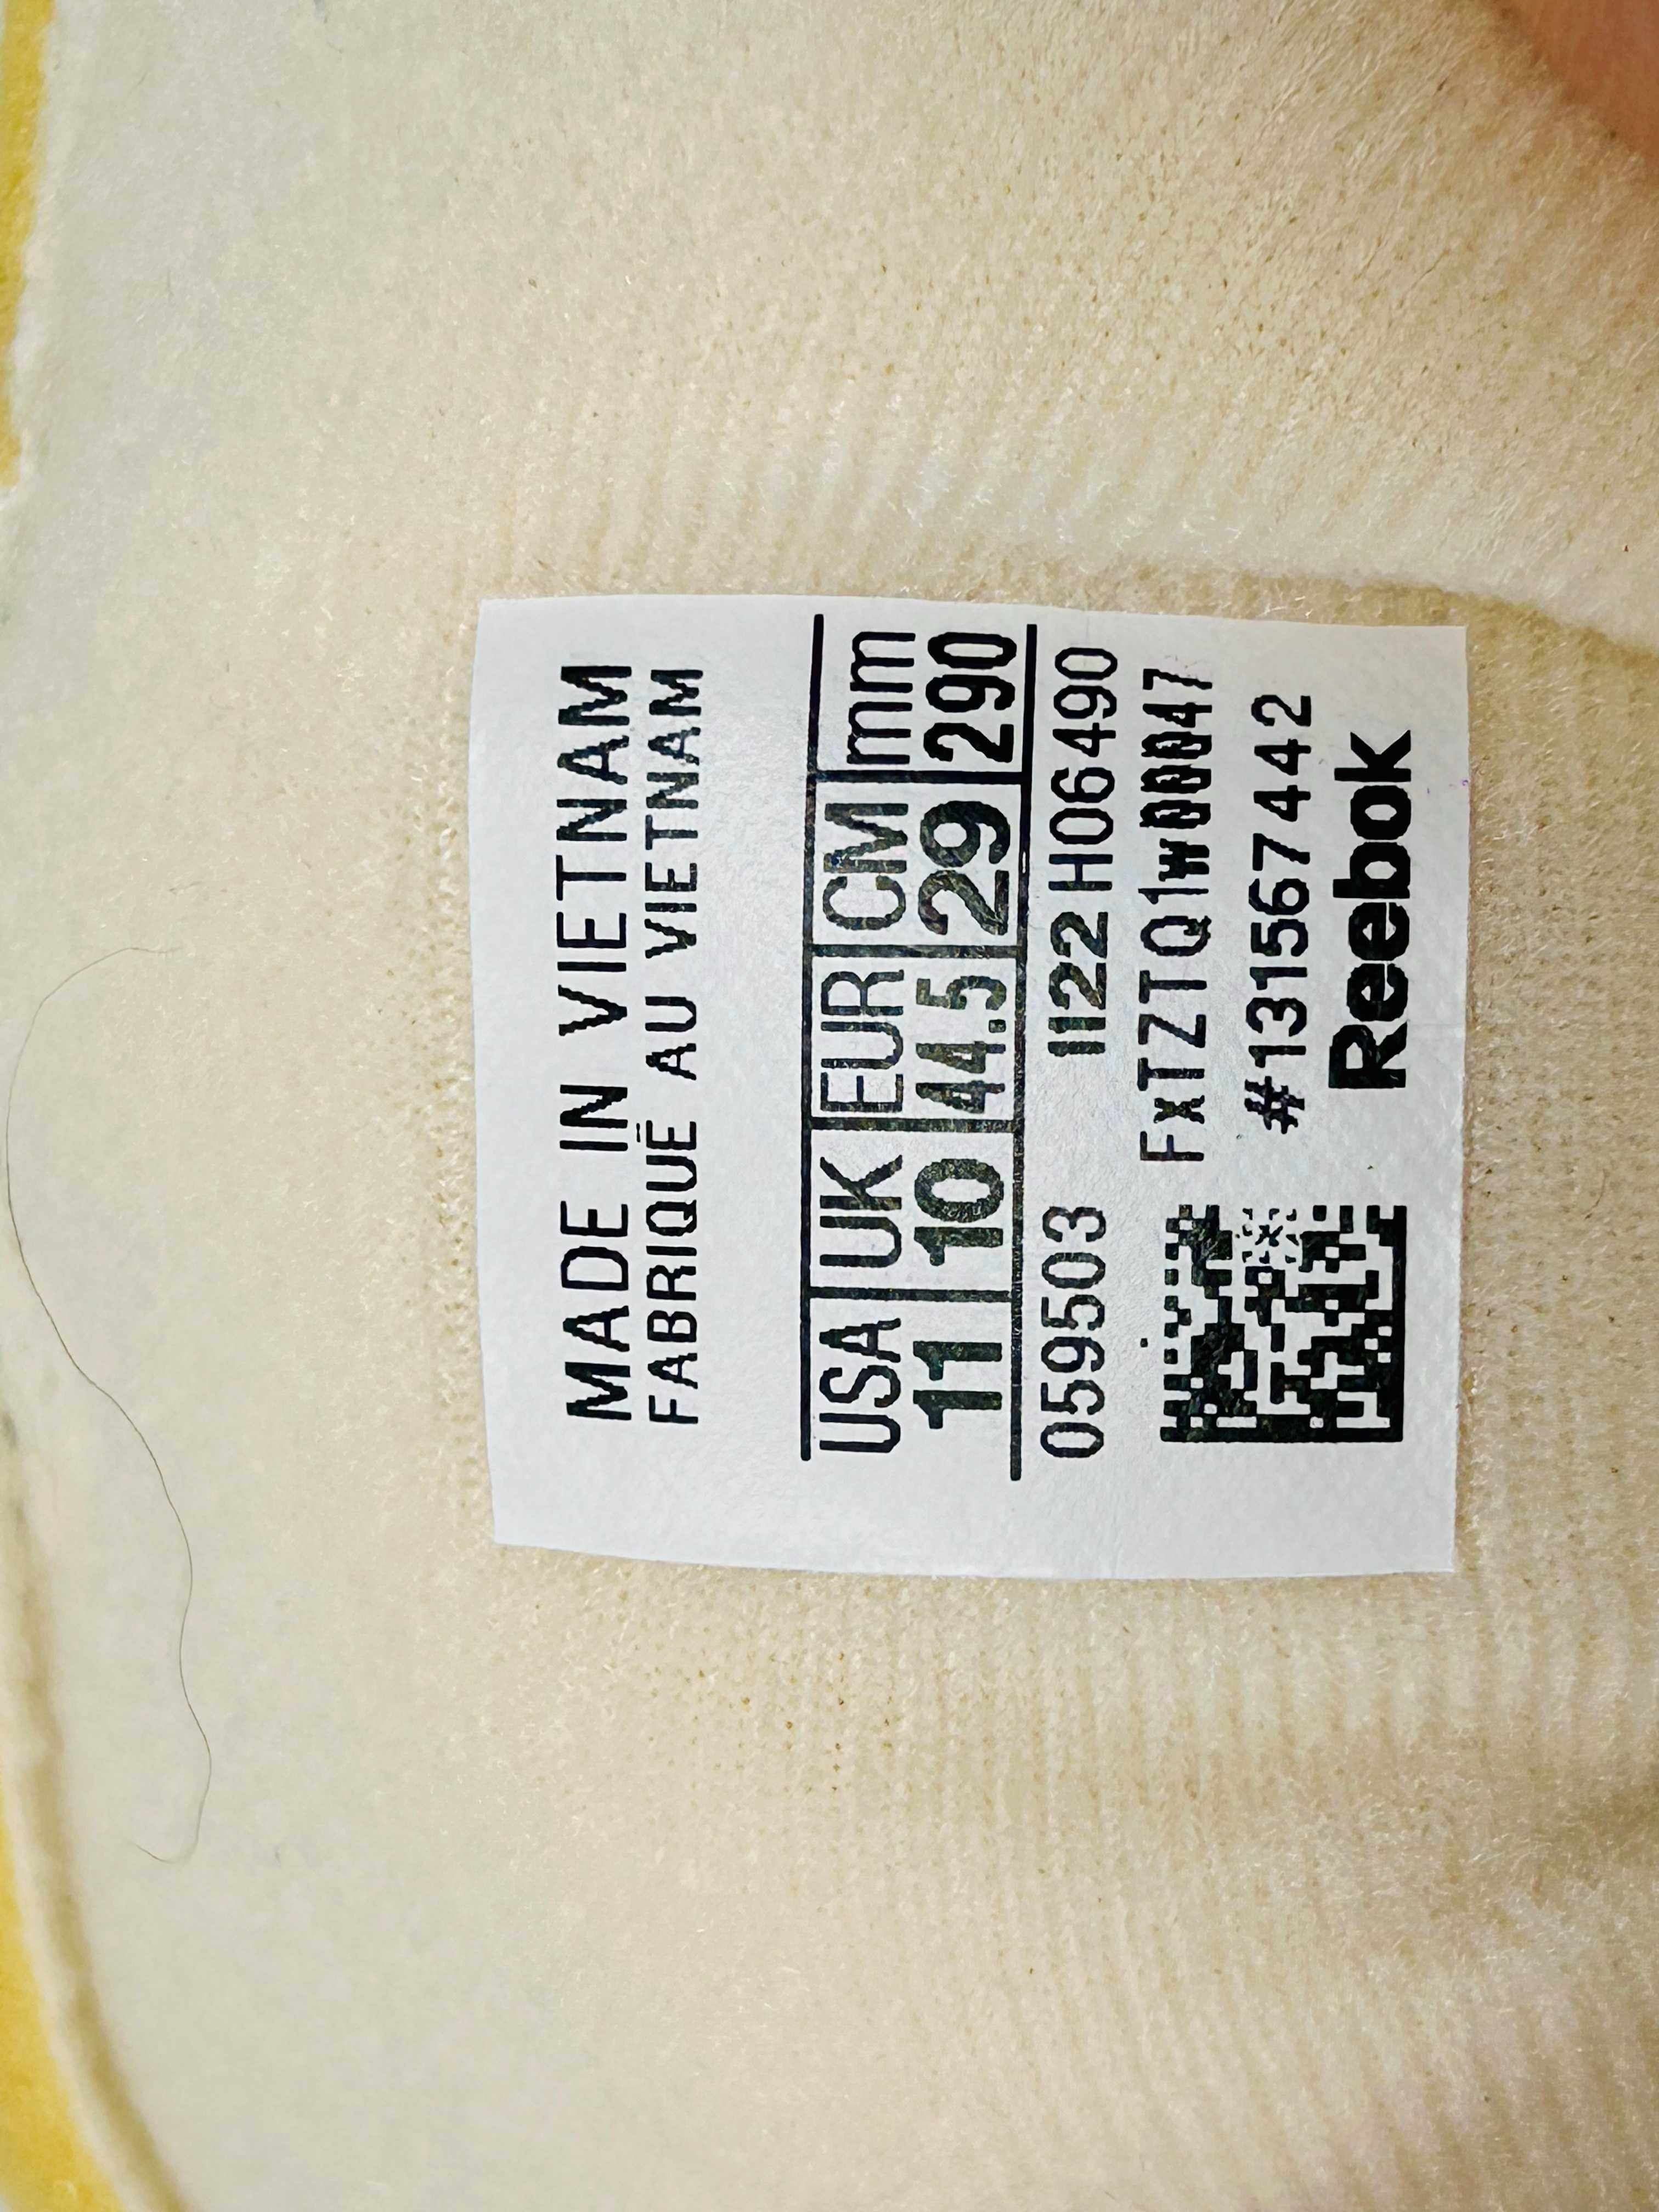 MADE IN VIETNAM
FABRIQUÉ AU VIETNAM
USA UK EUR CM mm
11 10 44.5 29 290
059503 1122 H06490
FxTZTQ1w00047
#131567442
Reebok